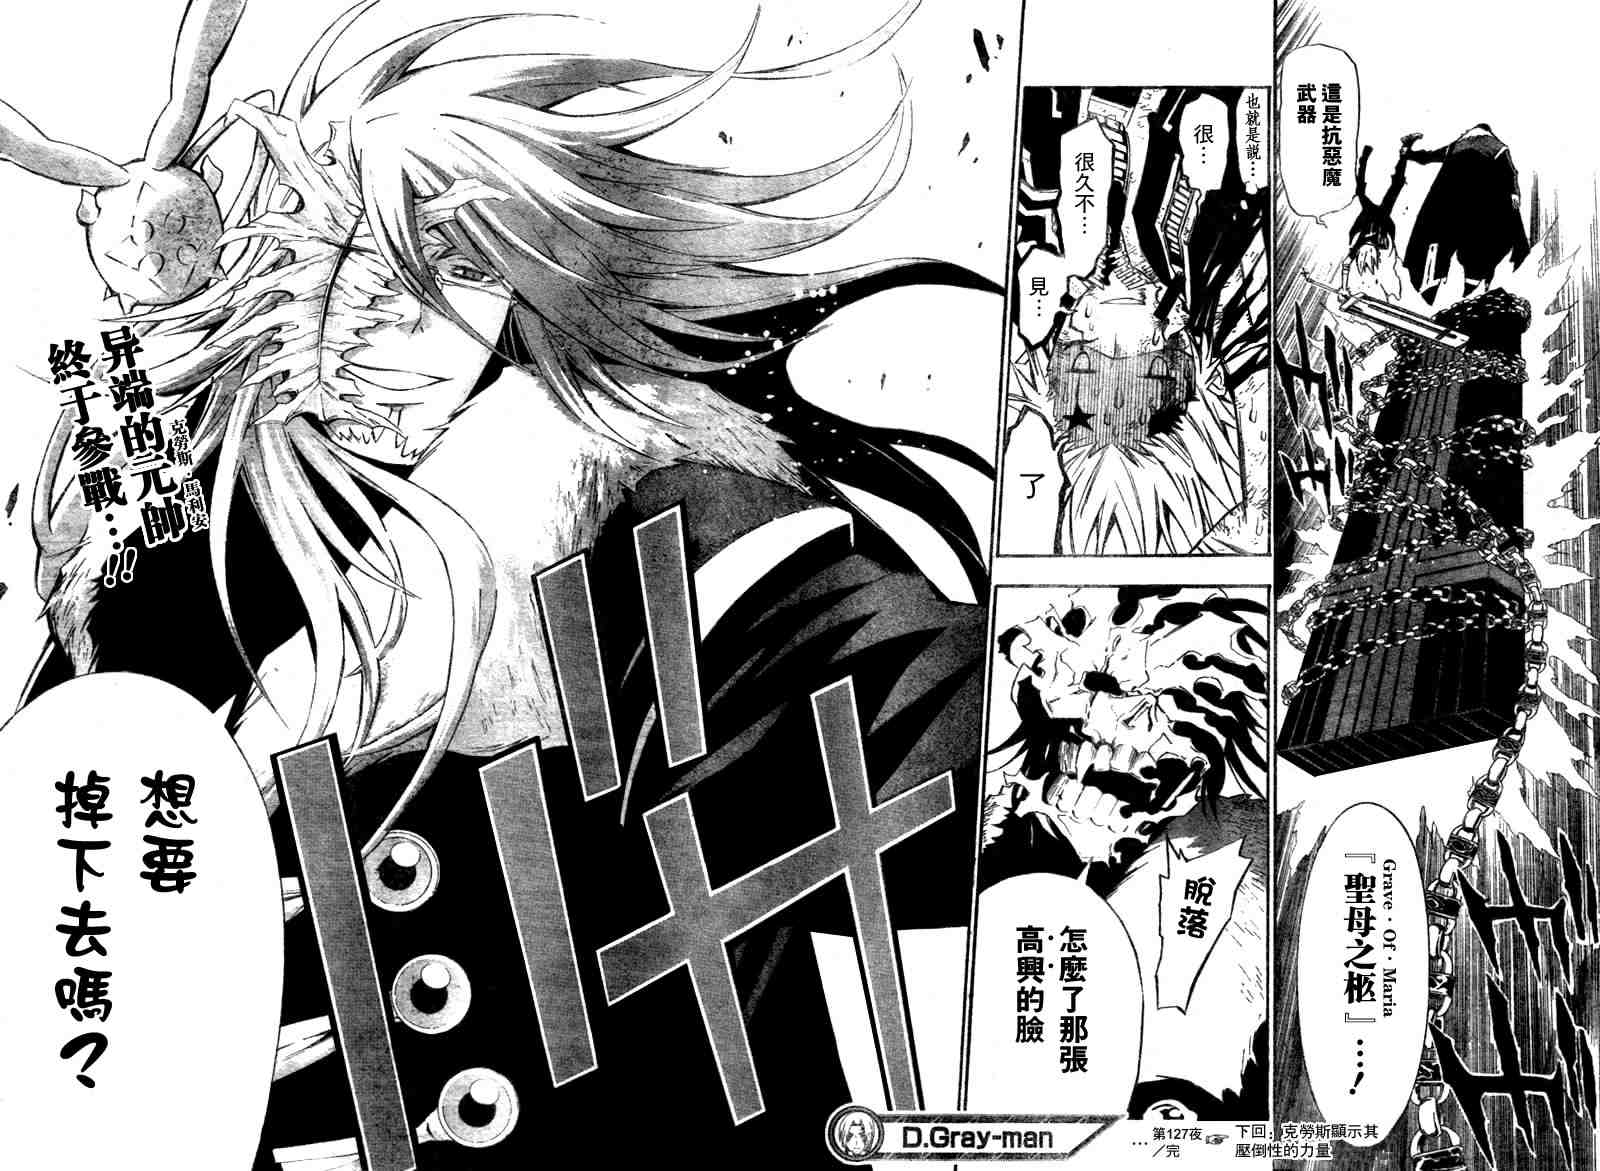 這是抗惡魔
武器
Grave・Of・Maria
『聖母之柩』……!
也就是説…
很…
很久不…
見…
了
脫落
怎麼了那張
高興的臉
异端的元帥
克勞斯・馬利安
終于參戰…!!
想要
掉下去嗎?
D.Gray-man
… 第127夜
/完
☞ 下回：克勞斯顯示其
壓倒性的力量